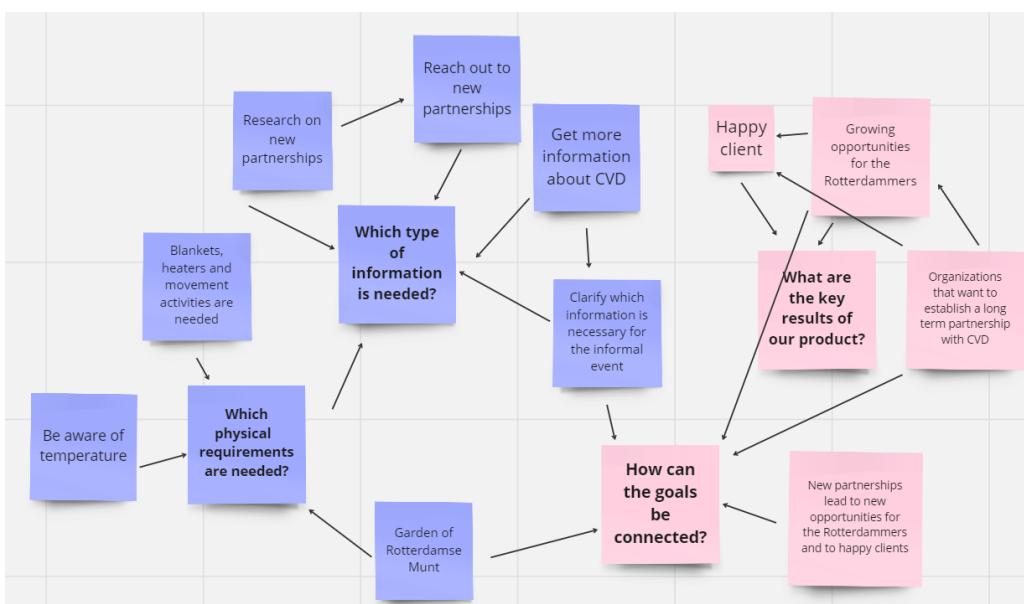 Reach out to
new
partnerships
Research on
new
partnerships
Get more
information
about CVD
Happy
client
Growing
opportunities
for the
Rotterdammers
Which type
of
information
is needed?
Blankets,
heaters and
movement
activities are
needed
Clarify which
information is
necessary for
the informal
event
What are
the key
results of
our product?
Organizations
that want to
establish a long
term partnership
with CVD
Be aware of
temperature
Which
physical
requirements
are needed?
How can
the goals
be
connected?
New partnerships
lead to new
opportunities for
the Rotterdammers
and to happy clients
Garden of
Rotterdamse
Munt